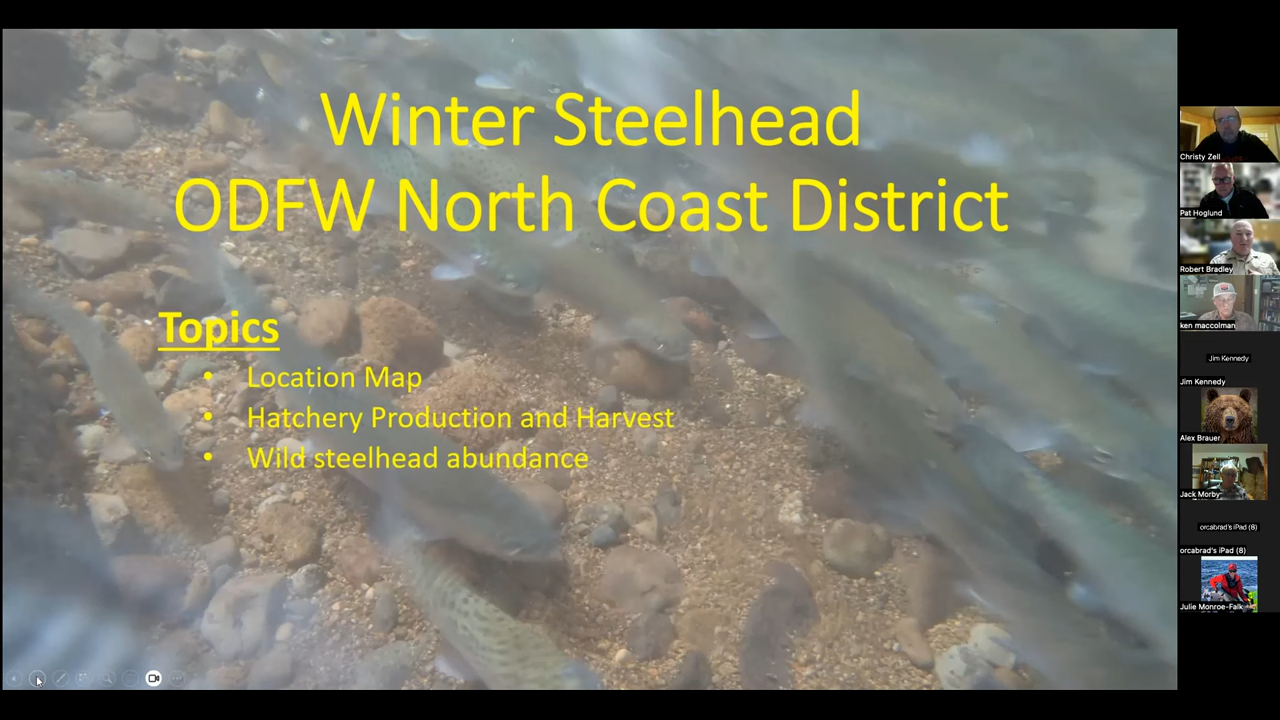 Winter Steelhead
ODFW North Coast District
Topics
• Location Map
• Hatchery Production and Harvest
• Wild steelhead abundance
Christy Zell
Pat Hoglund
Robert Bradley
ken maccolman
Jim Kennedy
Jim Kennedy
Alex Brauer
Jack Morby
orcabrad's iPad (8)
orcabrad's iPad (8)
Julie Monroe-Falk